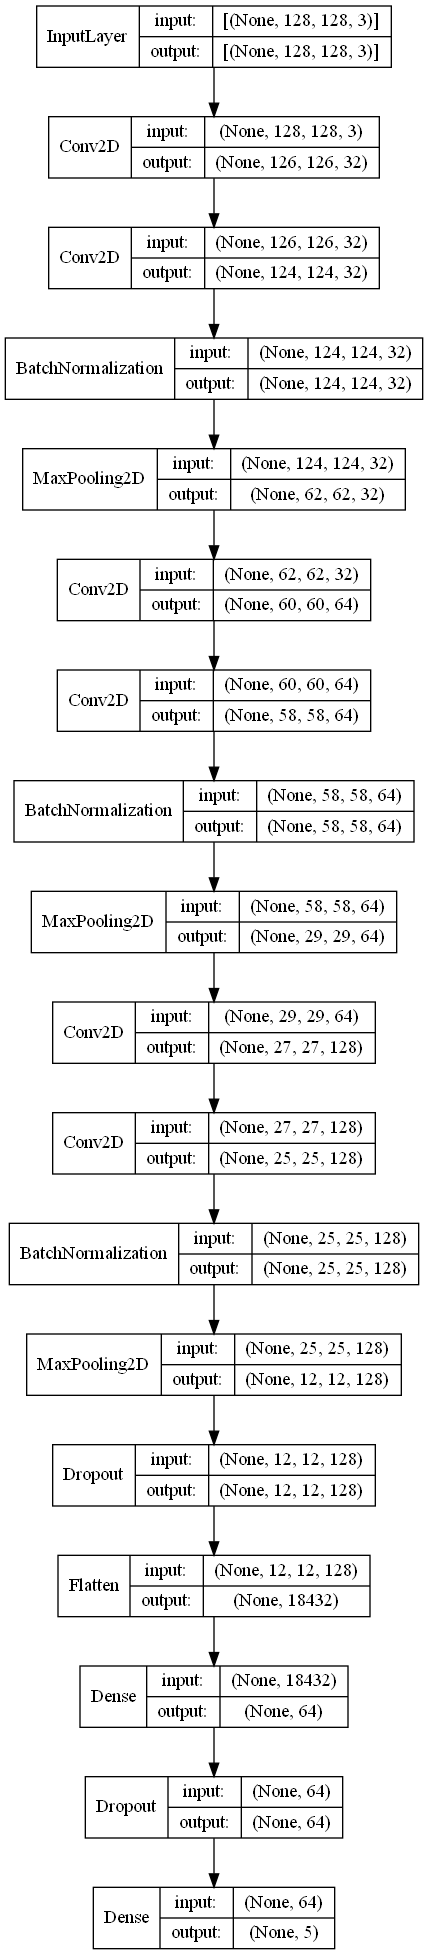 InputLayer
input: [(None, 128, 128, 3)]
output: [(None, 128, 128, 3)]
Conv2D
input: (None, 128, 128, 3)
output: (None, 126, 126, 32)
Conv2D
input: (None, 126, 126, 32)
output: (None, 124, 124, 32)
BatchNormalization
input: (None, 124, 124, 32)
output: (None, 124, 124, 32)
MaxPooling2D
input: (None, 124, 124, 32)
output: (None, 62, 62, 32)
Conv2D
input: (None, 62, 62, 32)
output: (None, 60, 60, 64)
Conv2D
input: (None, 60, 60, 64)
output: (None, 58, 58, 64)
BatchNormalization
input: (None, 58, 58, 64)
output: (None, 58, 58, 64)
MaxPooling2D
input: (None, 58, 58, 64)
output: (None, 29, 29, 64)
Conv2D
input: (None, 29, 29, 64)
output: (None, 27, 27, 128)
Conv2D
input: (None, 27, 27, 128)
output: (None, 25, 25, 128)
BatchNormalization
input: (None, 25, 25, 128)
output: (None, 25, 25, 128)
MaxPooling2D
input: (None, 25, 25, 128)
output: (None, 12, 12, 128)
Dropout
input: (None, 12, 12, 128)
output: (None, 12, 12, 128)
Flatten
input: (None, 12, 12, 128)
output: (None, 18432)
Dense
input: (None, 18432)
output: (None, 64)
Dropout
input: (None, 64)
output: (None, 64)
Dense
input: (None, 64)
output: (None, 5)